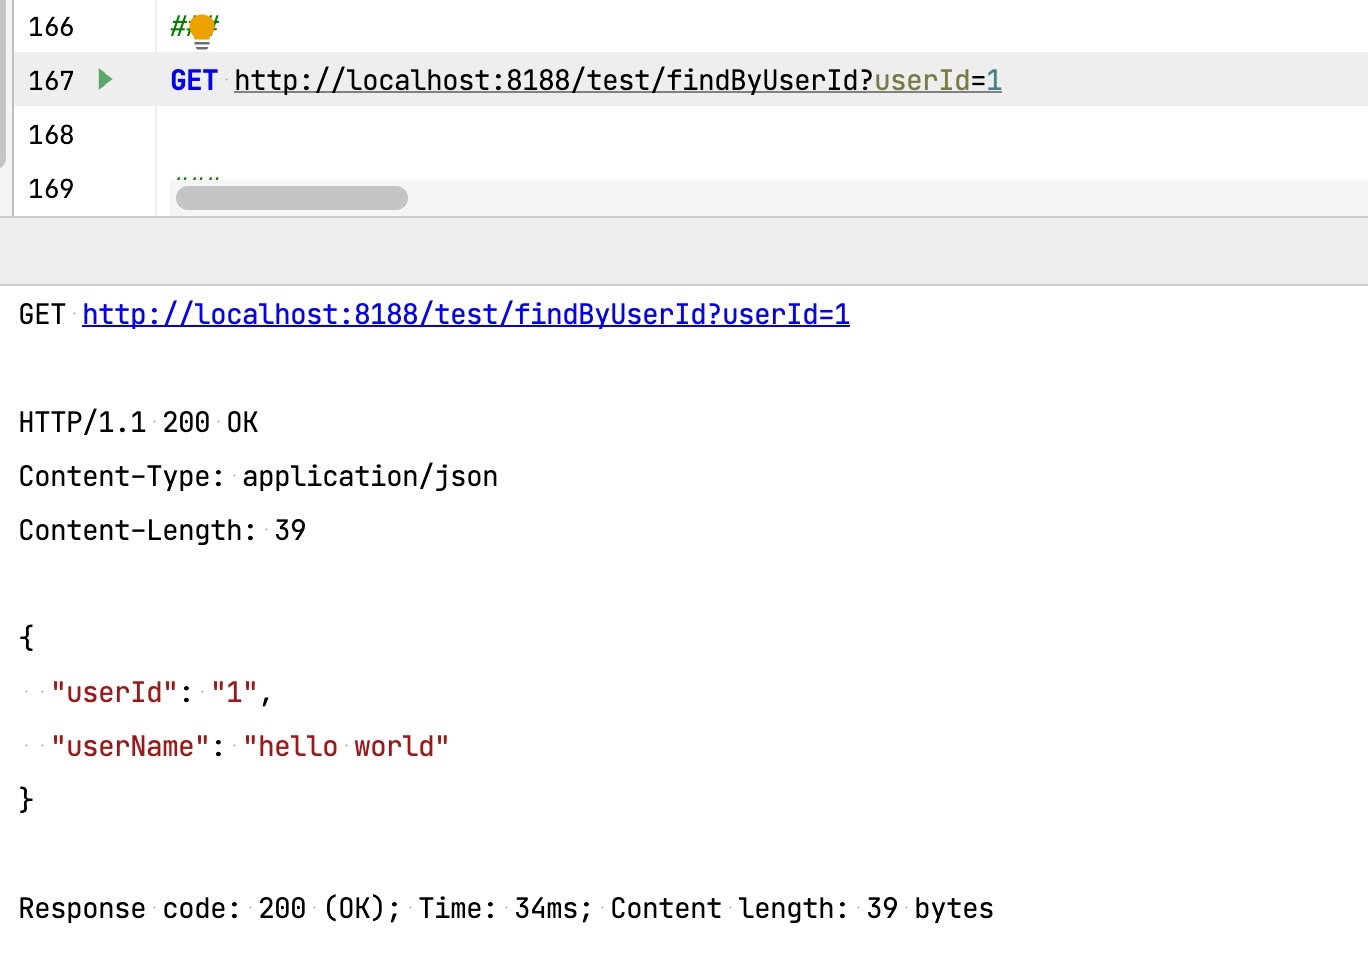 166 ###
167 GET http://localhost:8188/test/findByUserId?userId=1
168
169
GET http://localhost:8188/test/findByUserId?userId=1
HTTP/1.1 200 OK
Content-Type: application/json
Content-Length: 39
{
  "userId": "1",
  "userName": "hello world"
}
Response code: 200 (OK); Time: 34ms; Content length: 39 bytes